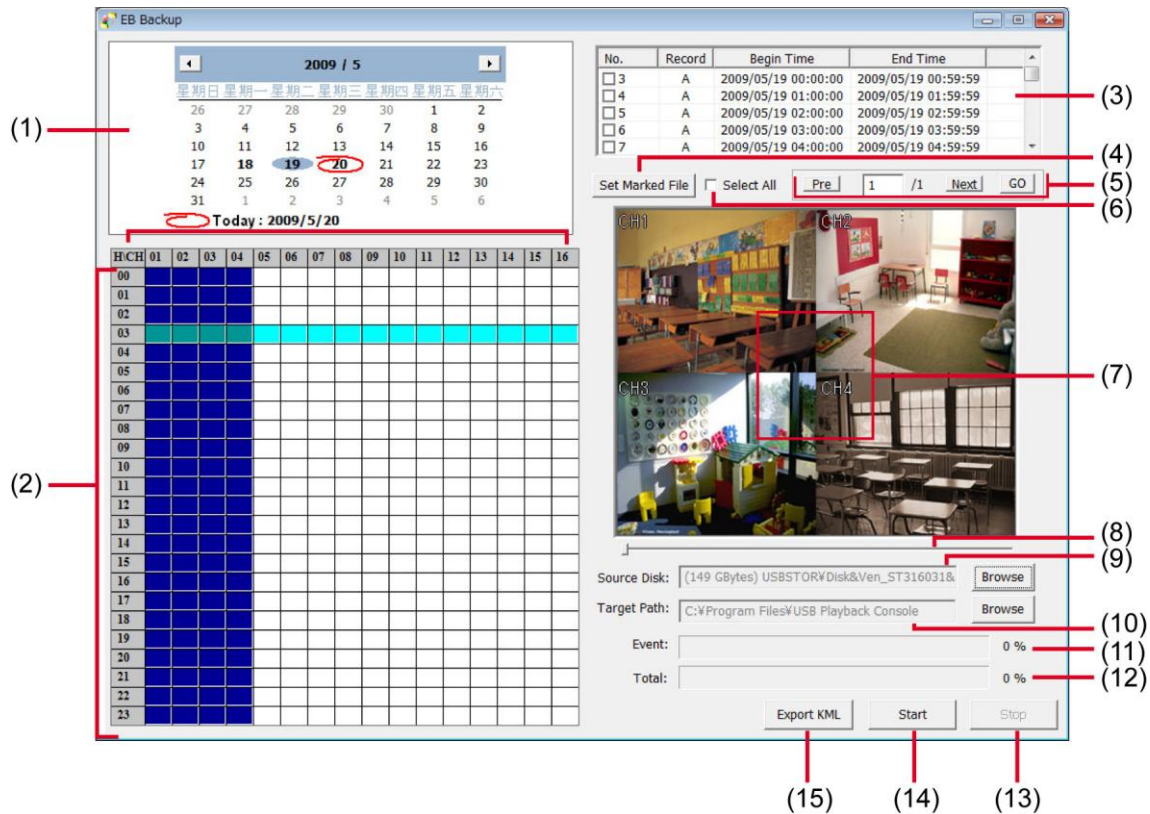 EB Backup
2009 / 5
星期日 星期一 星期二 星期三 星期四 星期五 星期六
26 27 28 29 30 1 2
3 4 5 6 7 8 9
10 11 12 13 14 15 16
17 18 19 20 21 22 23
24 25 26 27 28 29 30
31 1 2 3 4 5 6
Today : 2009/5/20
(1)
H\CH 01 02 03 04 05 06 07 08 09 10 11 12 13 14 15 16
00
01
02
03
04
05
06
07
08
09
10
11
12
13
14
15
16
17
18
19
20
21
22
23
(2)
No. Record Begin Time End Time
3 A 2009/05/19 00:00:00 2009/05/19 00:59:59
4 A 2009/05/19 01:00:00 2009/05/19 01:59:59
5 A 2009/05/19 02:00:00 2009/05/19 02:59:59
6 A 2009/05/19 03:00:00 2009/05/19 03:59:59
7 A 2009/05/19 04:00:00 2009/05/19 04:59:59
(3)
(4)
Set Marked File Select All Pre 1 /1 Next GO
(5)
(6)
CH1 CH2
(7)
CH3 CH4
(8)
(9)
Source Disk: (149 GBytes) USBSTOR¥Disk&Ven_ST316031& Browse
Target Path: C:¥Program Files¥USB Playback Console Browse
(10)
Event: 0 % (11)
Total: 0 % (12)
Export KML Start Stop
(15) (14) (13)